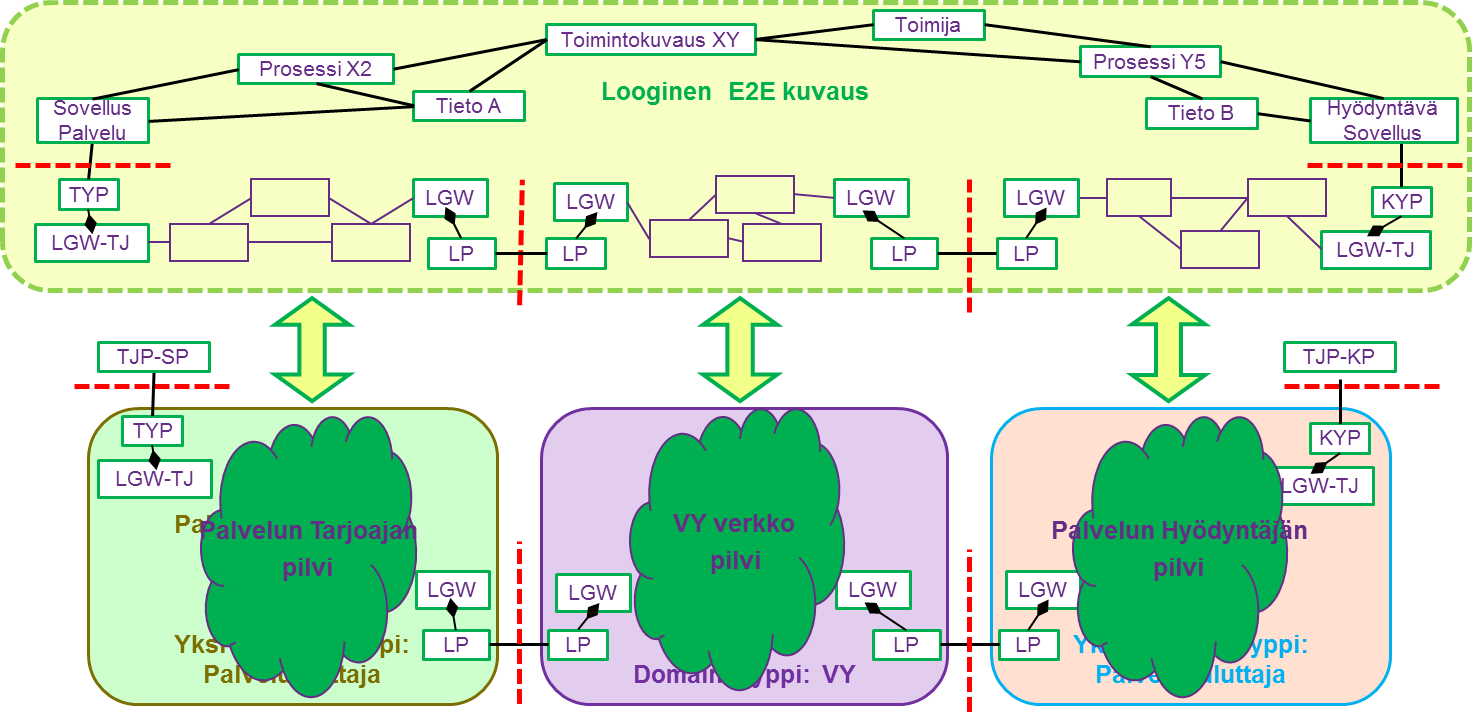 Toimija
Toimintokuvaus XY
Prosessi X2
Prosessi Y5
Looginen E2E kuvaus
Sovellus
Palvelu
Tieto A
Tieto B
Hyödyntävä
Sovellus
TYP
LGW
LGW
LGW
LGW
KYP
LGW-TJ
LP
LP
LP
LP
LGW-TJ
TJP-SP
TJP-KP
TYP
KYP
LGW-TJ
LGW-TJ
Palvelun Tarjoajan
pilvi
VY verkko
pilvi
Palvelun Hyödyntäjän
pilvi
LGW
LGW
LGW
LGW
LP
LP
LP
LP
Domain VY